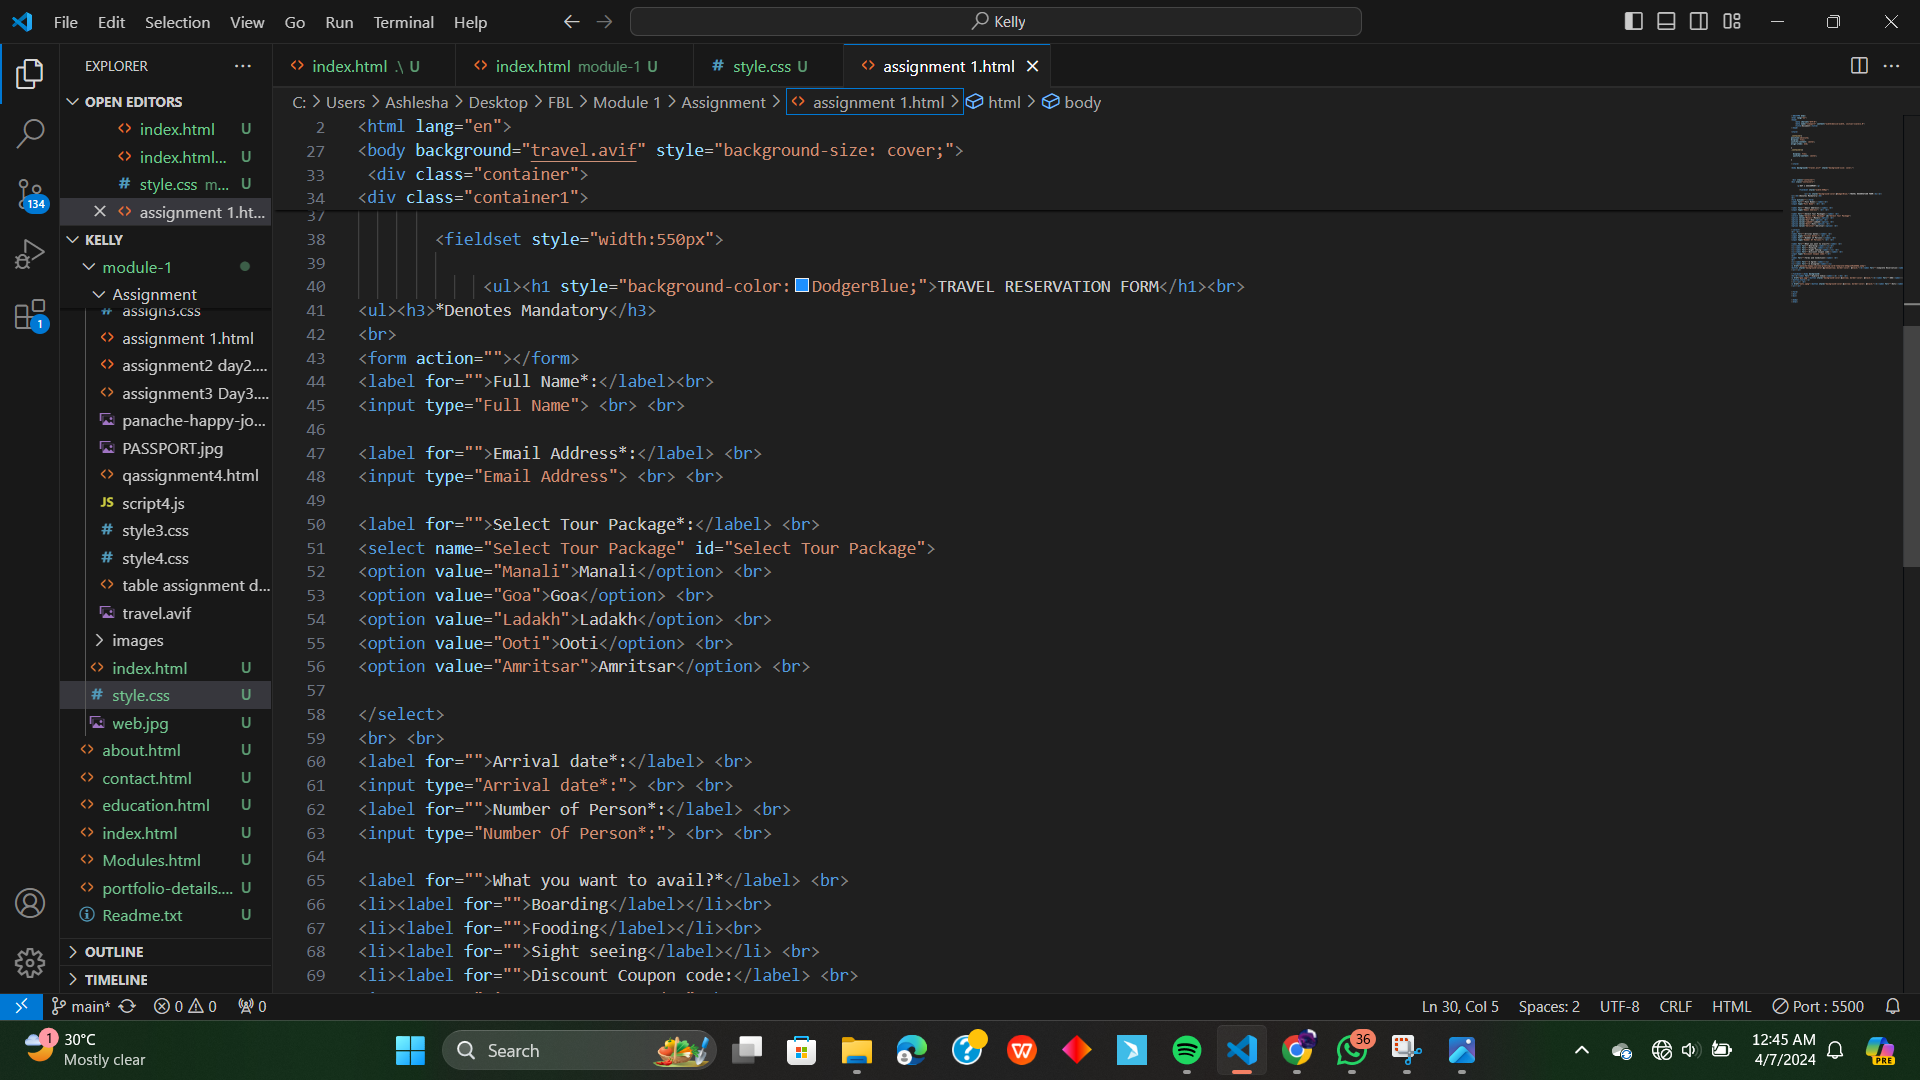 File Edit Selection View Go Run Terminal Help
Kelly
EXPLORER
OPEN EDITORS
index.html U
index.html... U
style.css m... U
assignment 1.ht...
KELLY
module-1
Assignment
assign3.css
assignment 1.html
assignment2 day2....
assignment3 Day3....
panache-happy-jo...
PASSPORT.jpg
qassignment4.html
JS script4.js
style3.css
style4.css
table assignment d...
travel.avif
images
index.html U
style.css U
web.jpg U
about.html U
contact.html U
education.html U
index.html U
Modules.html U
portfolio-details.... U
Readme.txt U
OUTLINE
TIMELINE
134
1
index.html .\ U
index.html module-1 U
# style.css U
assignment 1.html
C: > Users > Ashlesha > Desktop > FBL > Module 1 > Assignment > assignment 1.html > html > body
2 <html lang="en">
27 <body background="travel.avif" style="background-size: cover;">
33 <div class="container">
34 <div class="container1">
37
38 <fieldset style="width:550px">
39
40 <ul><h1 style="background-color:DodgerBlue;">TRAVEL RESERVATION FORM</h1><br>
41 <ul><h3>*Denotes Mandatory</h3>
42 <br>
43 <form action=""></form>
44 <label for="">Full Name*:</label><br>
45 <input type="Full Name"> <br> <br>
46
47 <label for="">Email Address*:</label> <br>
48 <input type="Email Address"> <br> <br>
49
50 <label for="">Select Tour Package*:</label> <br>
51 <select name="Select Tour Package" id="Select Tour Package">
52 <option value="Manali">Manali</option> <br>
53 <option value="Goa">Goa</option> <br>
54 <option value="Ladakh">Ladakh</option> <br>
55 <option value="Ooti">Ooti</option> <br>
56 <option value="Amritsar">Amritsar</option> <br>
57
58 </select>
59 <br> <br>
60 <label for="">Arrival date*:</label> <br>
61 <input type="Arrival date*:"> <br> <br>
62 <label for="">Number of Person*:</label> <br>
63 <input type="Number Of Person*:"> <br> <br>
64
65 <label for="">What you want to avail?*</label> <br>
66 <li><label for="">Boarding</label></li><br>
67 <li><label for="">Fooding</label></li><br>
68 <li><label for="">Sight seeing</label></li> <br>
69 <li><label for="">Discount Coupon code:</label> <br>
main* 0 0 0 Ln 30, Col 5 Spaces: 2 UTF-8 CRLF HTML Port : 5500
1 30°C
Mostly clear
Search
36
12:45 AM
4/7/2024
PRE